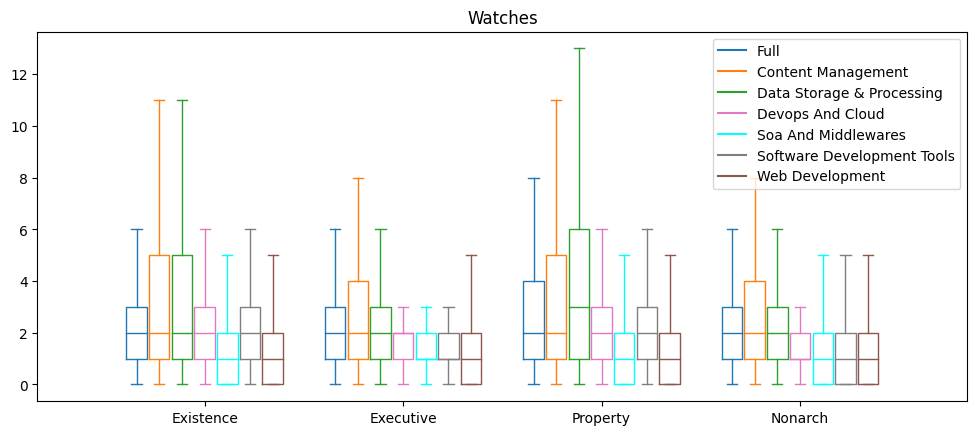 Watches
Full
Content Management
Data Storage & Processing
Devops And Cloud
Soa And Middlewares
Software Development Tools
Web Development
12
10
8
6
4
2
0
Existence Executive Property Nonarch